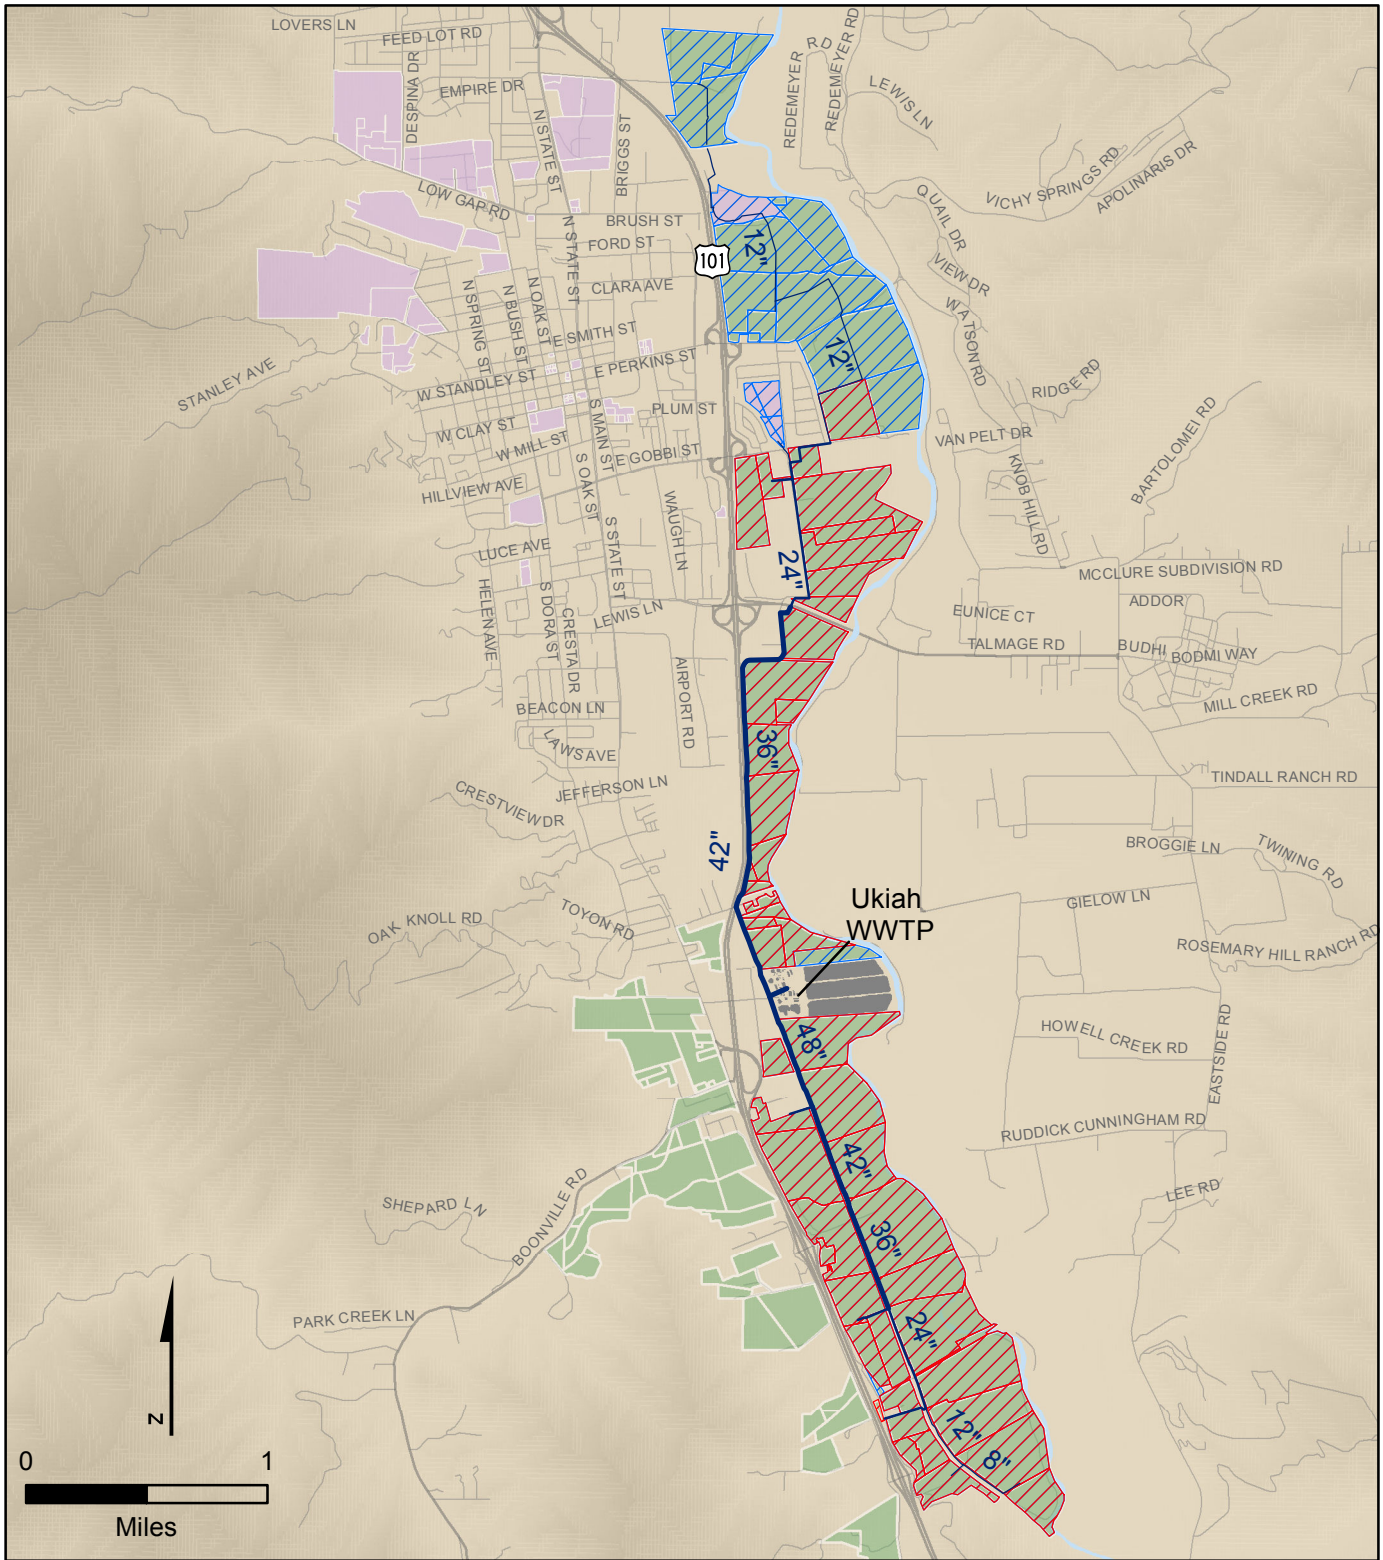 LOVERS LN
FEED LOT RD
DESPINA DR
EMPIRE DR
N STATE ST
BRIGGS ST
LOW GAP RD
BRUSH ST
N STATE ST
FORD ST
101
CLARA AVE
N SPRING ST
N BUSH ST
N OAK ST
E SMITH ST
E PERKINS ST
STANLEY AVE
W STANDLEY ST
PLUM ST
W CLAY ST
S MAIN ST
W MILL ST
E GOBBI ST
HILLVIEW AVE
S OAK ST
WAUGH LN
LUCE AVE
S STATE ST
HELEN AVE
S DORA ST
CRESTA DR
LEWIS LN
AIRPORT RD
BEACON LN
LAWS AVE
JEFFERSON LN
CRESTVIEW DR
OAK KNOLL RD
TOYON RD
REDEMEYER RD
REDEMEYER RD
LEWIS LN
VICHY SPRINGS RD
APOLINARIS DR
QUAIL DR
VIEW DR
WATSON RD
RIDGE RD
VAN PELT DR
BARTOLOMEI RD
KNOB HILL RD
MCCLURE SUBDIVISION RD
ADDOR
EUNICE CT
TALMAGE RD
BUDHI
BODMI WAY
MILL CREEK RD
TINDALL RANCH RD
BROGGIE LN
TWINING RD
GIELOW LN
ROSEMARY HILL RANCH RD
HOWELL CREEK RD
EASTSIDE RD
RUDDICK CUNNINGHAM RD
LEE RD
12"
12"
24"
36"
42"
Ukiah
WWTP
48"
42"
36"
24"
12"
8"
SHEPARD LN
BOONVILLE RD
PARK CREEK LN
N
0 1
Miles